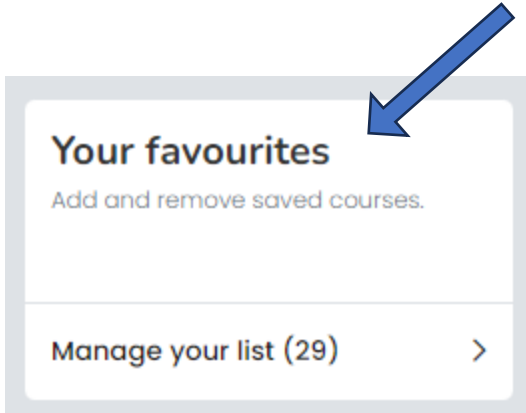 Your favourites
Add and remove saved courses.
Manage your list (29)